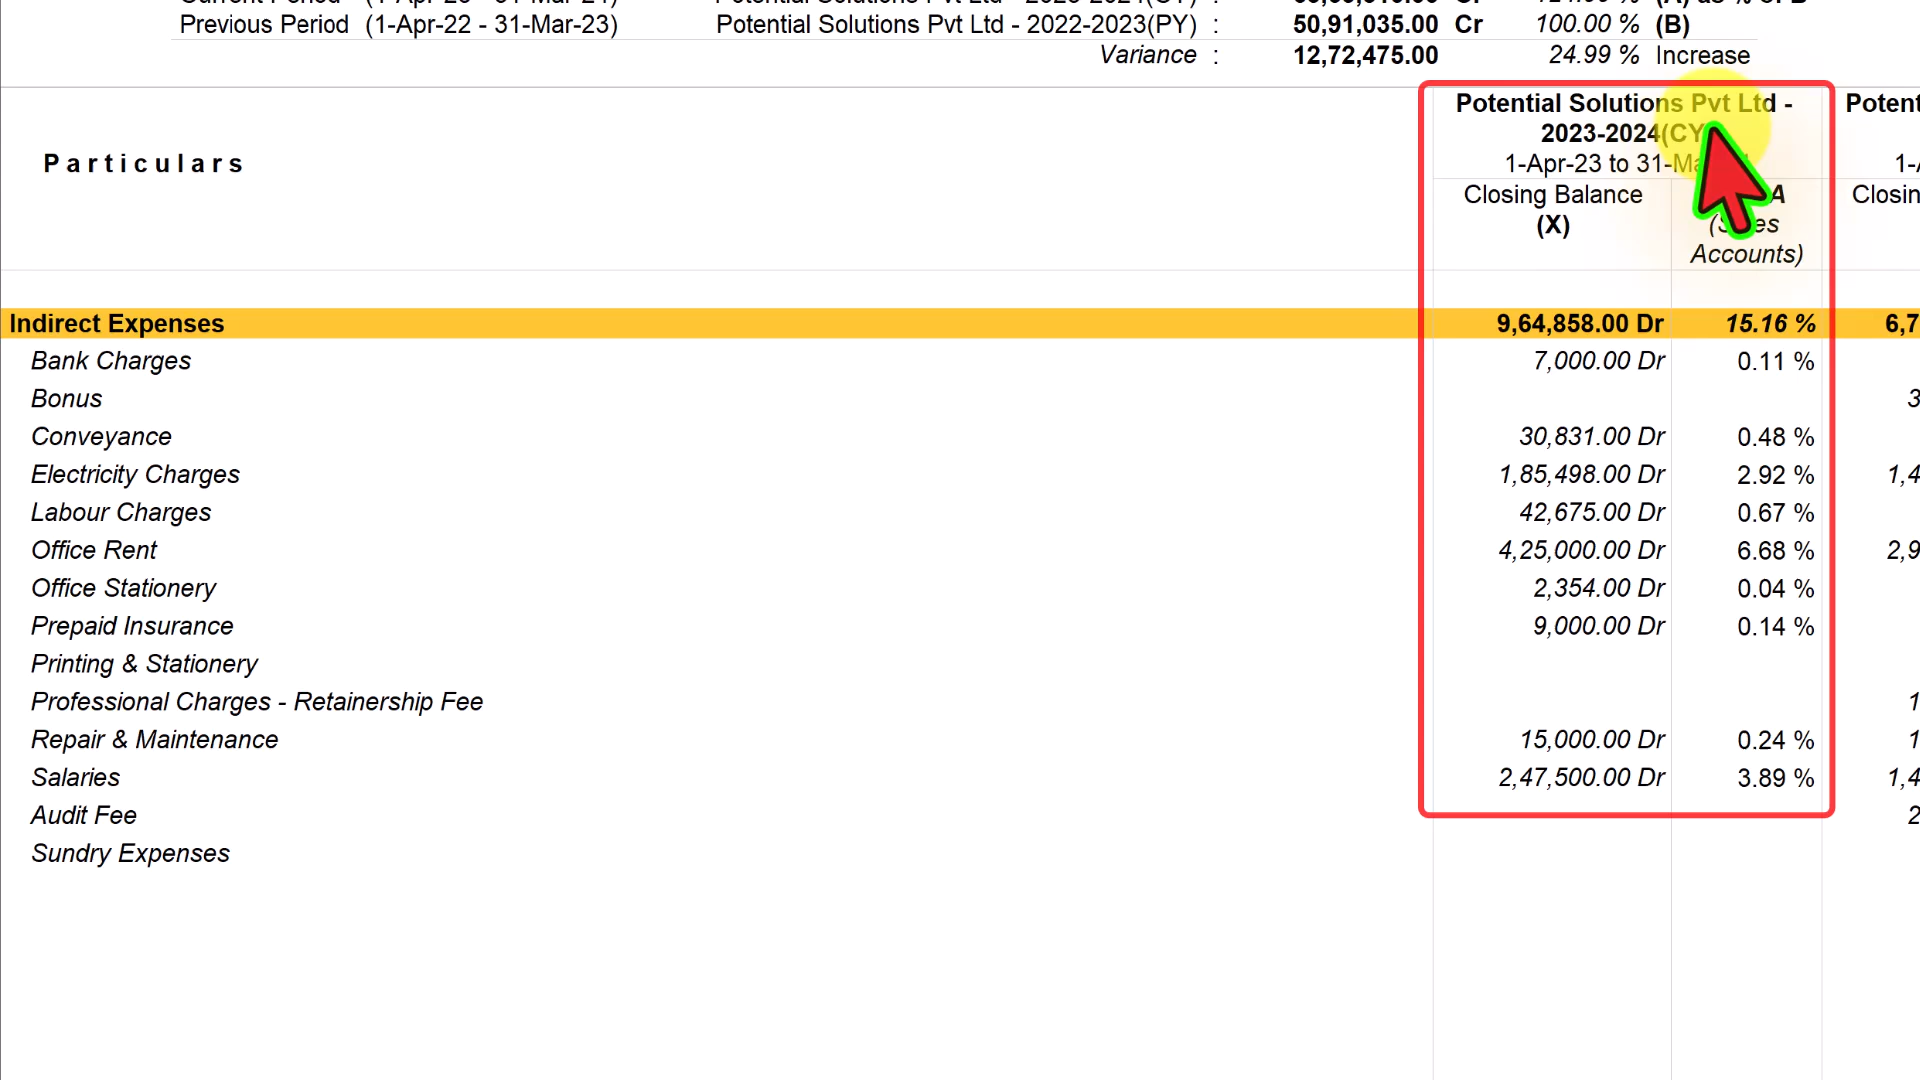 Previous Period (1-Apr-22 - 31-Mar-23) Potential Solutions Pvt Ltd - 2022-2023(PY) : 50,91,035.00 Cr 100.00 % (B)
Variance : 12,72,475.00 24.99 % Increase
Particulars
Potential Solutions Pvt Ltd -
2023-2024(CY
1-Apr-23 to
Closing Balance
(X)
Accounts)
Indirect Expenses 9,64,858.00 Dr 15.16 %
Bank Charges 7,000.00 Dr 0.11 %
Bonus
Conveyance 30,831.00 Dr 0.48 %
Electricity Charges 1,85,498.00 Dr 2.92 %
Labour Charges 42,675.00 Dr 0.67 %
Office Rent 4,25,000.00 Dr 6.68 %
Office Stationery 2,354.00 Dr 0.04 %
Prepaid Insurance 9,000.00 Dr 0.14 %
Printing & Stationery
Professional Charges - Retainership Fee
Repair & Maintenance 15,000.00 Dr 0.24 %
Salaries 2,47,500.00 Dr 3.89 %
Audit Fee
Sundry Expenses